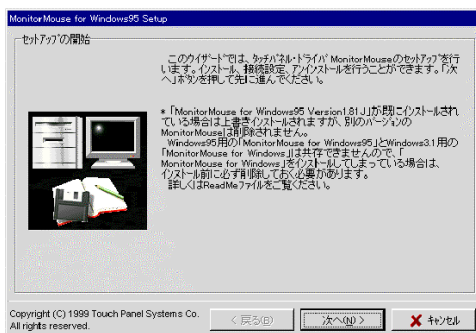 MonitorMouse for Windows95 Setup
セットアップの開始
このウィザードでは、タッチパネル・ドライバ MonitorMouseのセットアップを行
います。インストール、接続設定、アンインストールを行うことができます。「次
へ」ボタンを押して先に進んでください。
* 「MonitorMouse for Windows95 Version1.81J」が既にインストールされ
ている場合は上書きインストールされますが、別のバージョンの
MonitorMouseは削除されません。
Windows95用の「MonitorMouse for Windows95」とWindows3.1用の
「MonitorMouse for Windows」は共存できませんので、「
MonitorMouse for Windows」をインストールしてしまっている場合は、
インストール前に必ず削除しておく必要があります。
詳しくはReadMeファイルをご覧ください。
Copyright (C) 1999 Touch Panel Systems Co.
All rights reserved.
< 戻る(B)
次へ(N) >
キャンセル